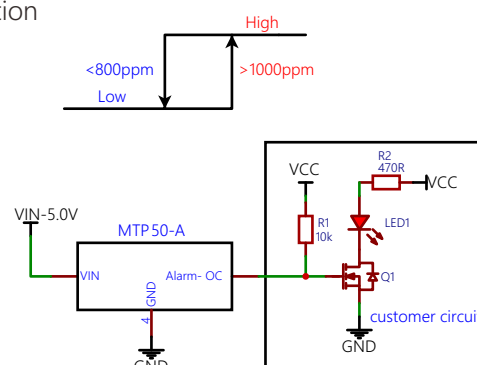 tion
High
<800ppm
>1000ppm
Low
R2
470R
VCC
VCC
VIN-5.0V
R1
10k
LED1
MTP50-A
VIN
Alarm- OC
GND
4
Q1
customer circui
GND
GND